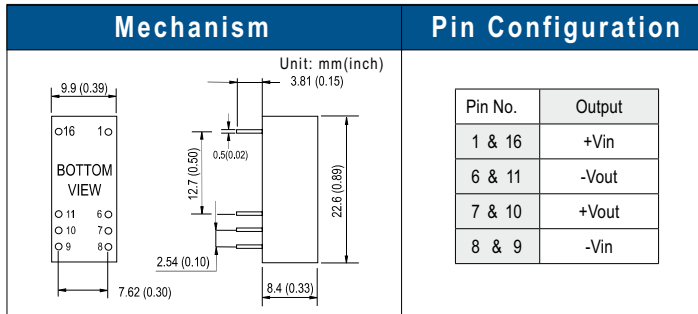 Mechanism
Pin Configuration
Unit: mm(inch)
9.9 (0.39)
3.81 (0.15)
16 1
0.5(0.02)
BOTTOM
VIEW
12.7 (0.50)
22.6 (0.89)
11 6
10 7
9 8
2.54 (0.10)
7.62 (0.30)
8.4 (0.33)
Pin No. Output
1 & 16 +Vin
6 & 11 -Vout
7 & 10 +Vout
8 & 9 -Vin